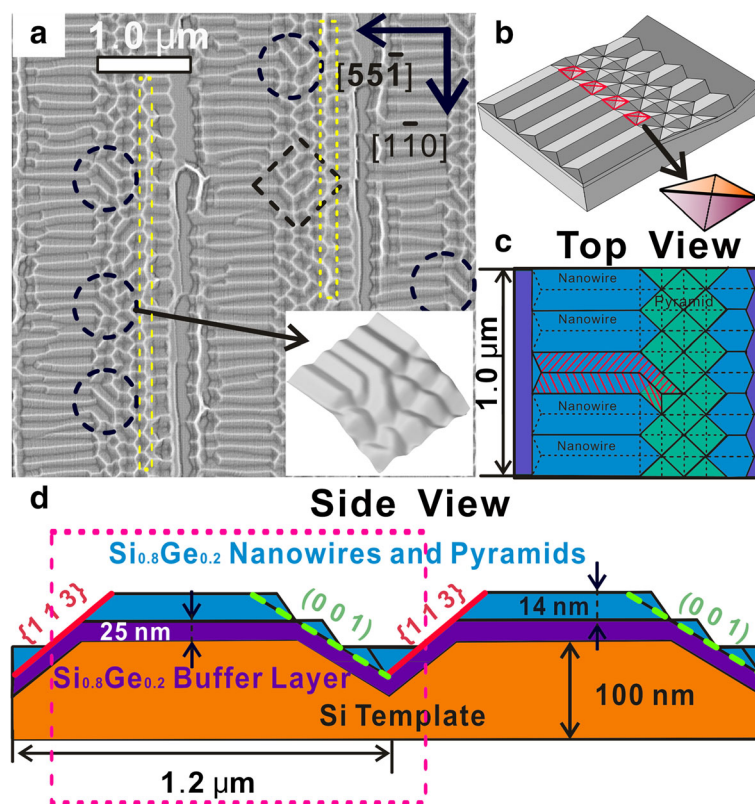 a
1.0 μm
[551̄]
[1̄10]
b
c
Top View
Nanowire
Pyramid
Nanowire
1.0 μm
Nanowire
Nanowire
d
Side View
Si0.8Ge0.2 Nanowires and Pyramids
{1 1 3}
25 nm
(0 0 1)
{1 1 3}
14 nm
(0 0 1)
Si0.8Ge0.2 Buffer Layer
Si Template
100 nm
1.2 μm